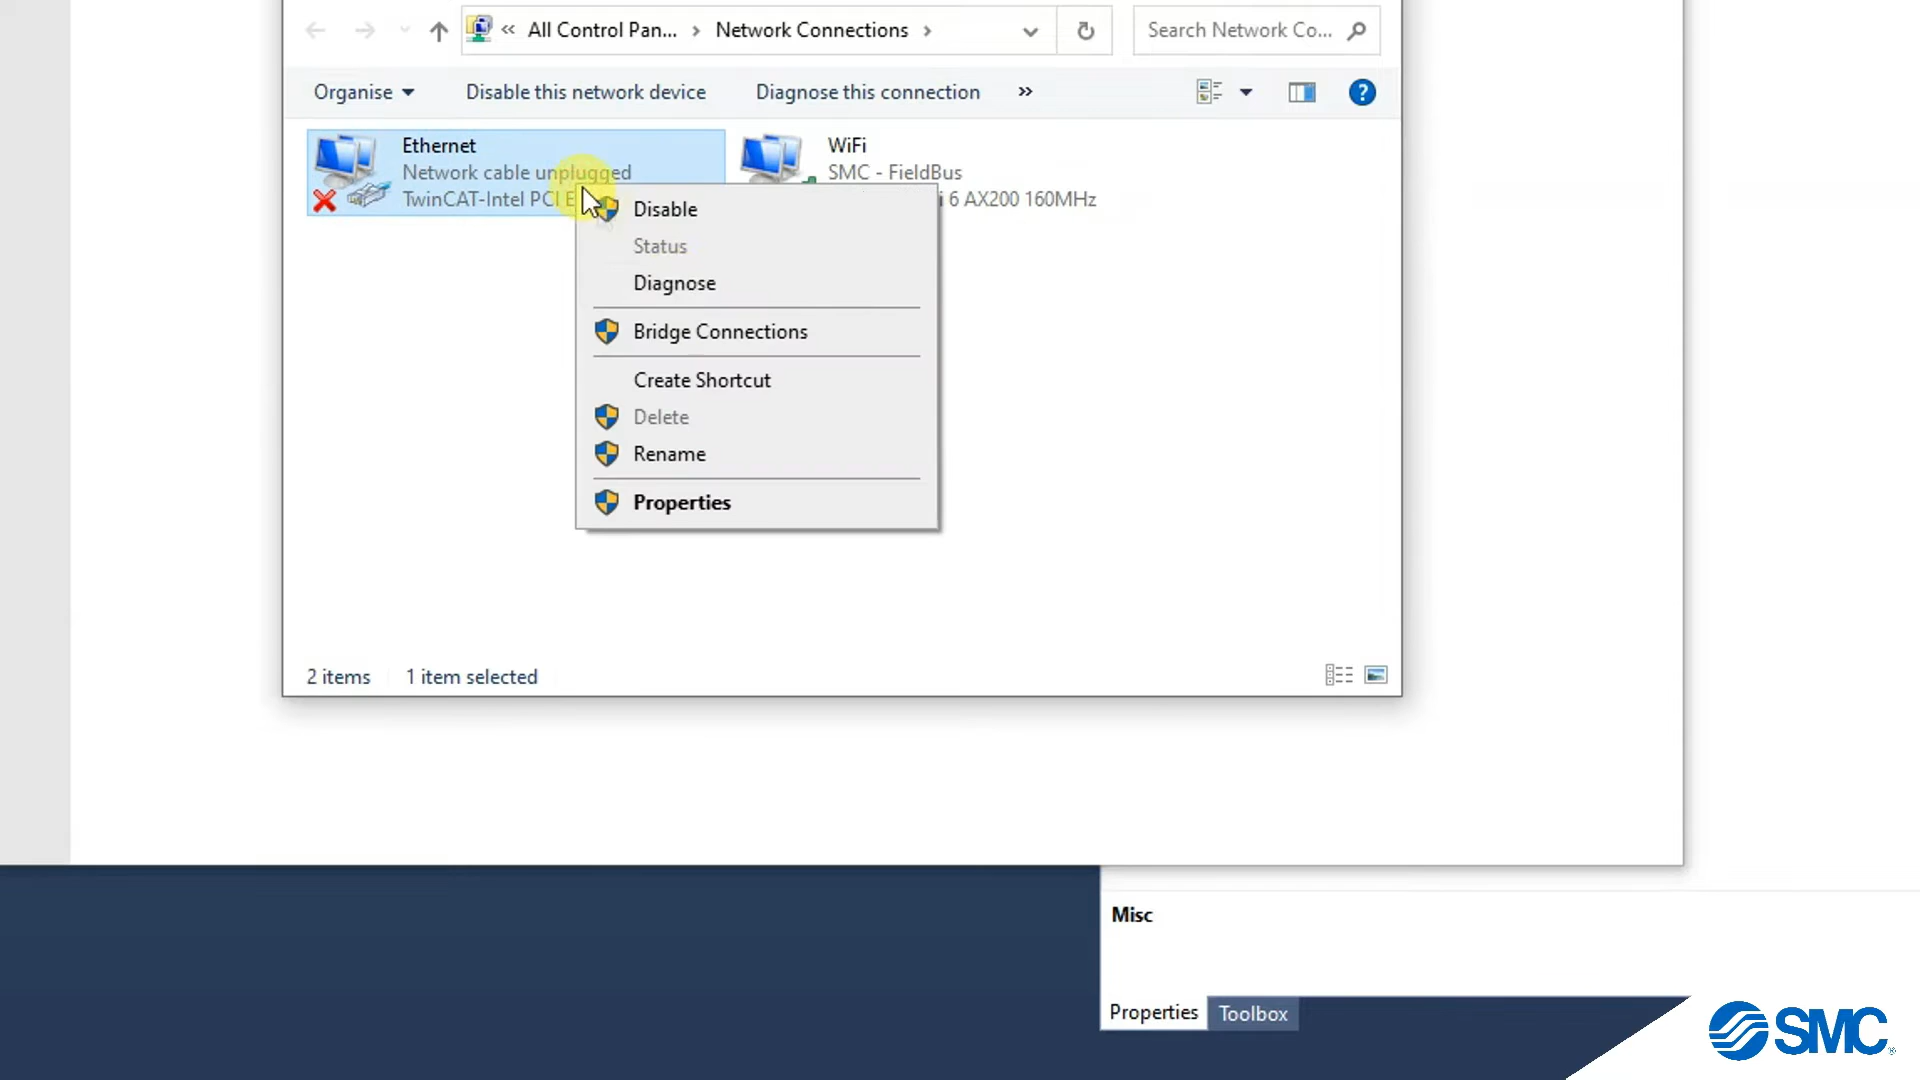 « All Control Pan... › Network Connections ›
Search Network Co...
Organise
Disable this network device
Diagnose this connection
»
?
Ethernet
Network cable unplugged
TwinCAT-Intel PCI E
WiFi
SMC - FieldBus
i 6 AX200 160MHz
Disable
Status
Diagnose
Bridge Connections
Create Shortcut
Delete
Rename
Properties
2 items
1 item selected
Misc
Properties
Toolbox
SMC®